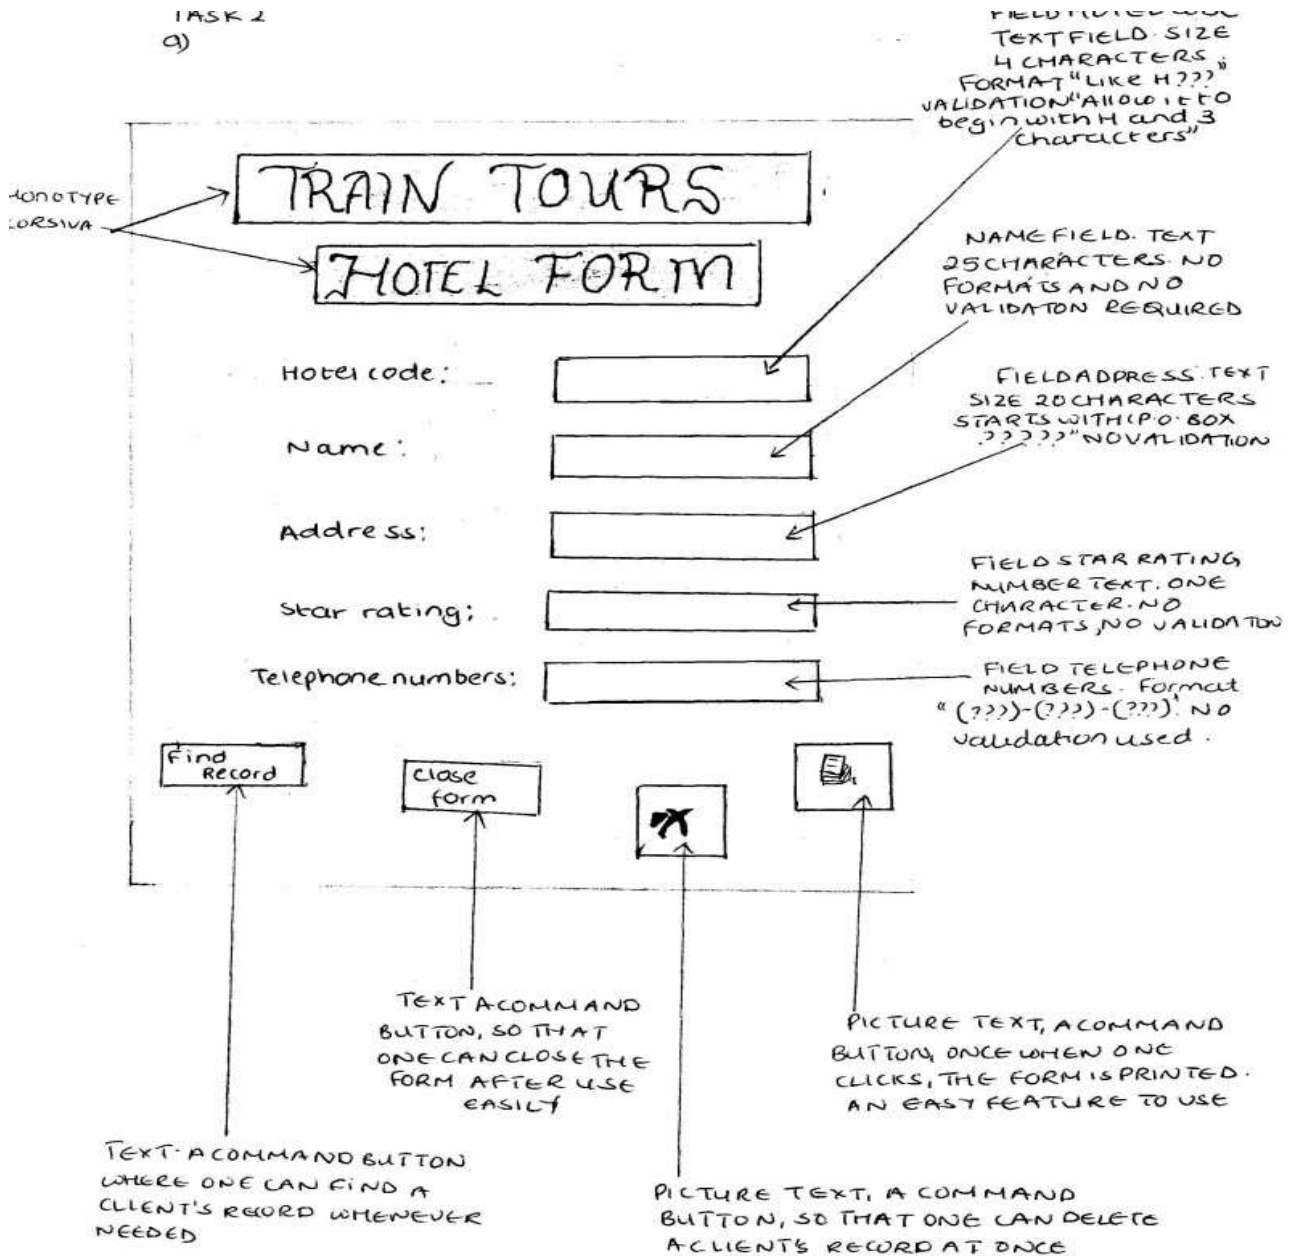 TASK 2
a)
TEXT FIELD. SIZE
4 CHARACTERS,
FORMAT "LIKE H???"
VALIDATION "Allow it to
begin with H and 3
characters"
TRAIN TOURS
MONOTYPE
CORSIVA
HOTEL FORM
NAME FIELD. TEXT
25 CHARACTERS. NO
FORMATS AND NO
VALIDATON REQUIRED
Hotel code:
FIELD ADDRESS. TEXT
SIZE 20 CHARACTERS
STARTS WITH "P.O. BOX
?????" NO VALIDATION
Name:
Address:
FIELD STAR RATING
NUMBER TEXT. ONE
CHARACTER. NO
FORMATS, NO VALIDATON
Star rating:
Telephone numbers:
FIELD TELEPHONE
NUMBERS. Format
"(???)-(???)-(???)". NO
validation used.
Find
Record
Close
form
TEXT A COMMAND
BUTTON, SO THAT
ONE CAN CLOSE THE
FORM AFTER USE
EASILY
PICTURE TEXT, A COMMAND
BUTTON, ONCE WHEN ONE
CLICKS, THE FORM IS PRINTED.
AN EASY FEATURE TO USE
TEXT. A COMMAND BUTTON
WHERE ONE CAN FIND A
CLIENT'S RECORD WHENEVER
NEEDED
PICTURE TEXT, A COMMAND
BUTTON, SO THAT ONE CAN DELETE
A CLIENT'S RECORD AT ONCE